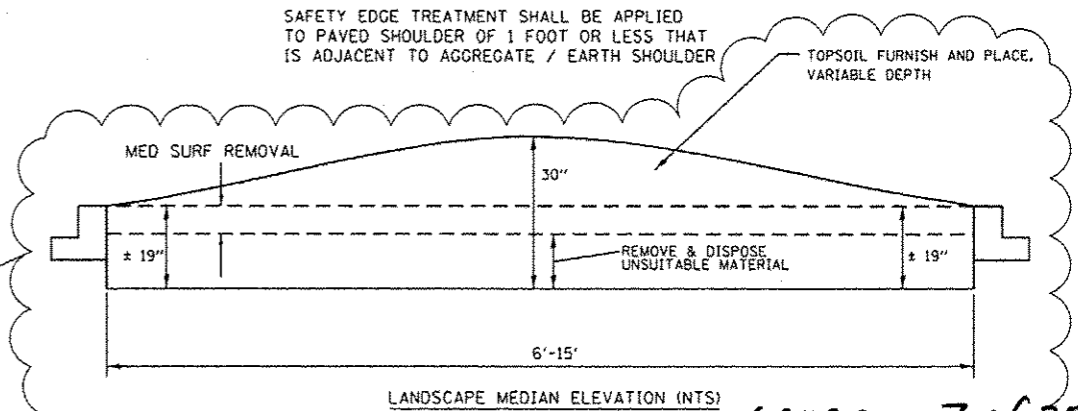 SAFETY EDGE TREATMENT SHALL BE APPLIED
TO PAVED SHOULDER OF 1 FOOT OR LESS THAT
IS ADJACENT TO AGGREGATE / EARTH SHOULDER
TOPSOIL FURNISH AND PLACE,
VARIABLE DEPTH
MED SURF REMOVAL
30"
± 19"
REMOVE & DISPOSE
UNSUITABLE MATERIAL
± 19"
6'-15'
LANDSCAPE MEDIAN ELEVATION (NTS)